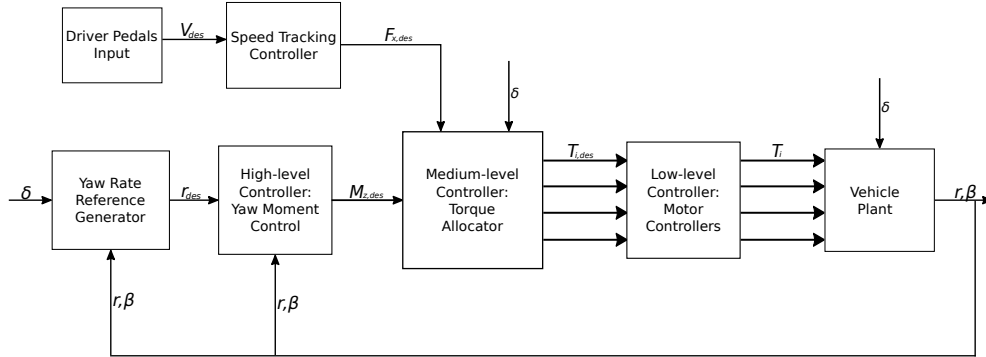 Driver Pedals
Input
V_des
Speed Tracking
Controller
F_x,des
δ
δ
δ
Yaw Rate
Reference
Generator
r_des
High-level
Controller:
Yaw Moment
Control
M_z,des
Medium-level
Controller:
Torque
Allocator
T_i,des
Low-level
Controller:
Motor
Controllers
T_i
Vehicle
Plant
r,β
r,β
r,β